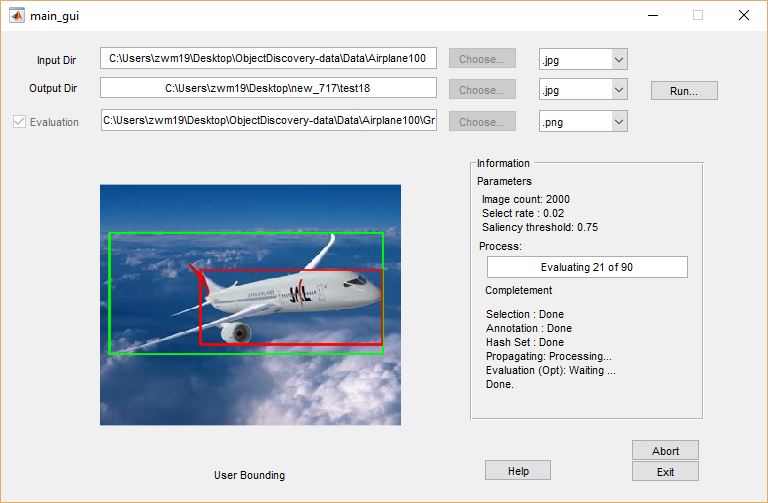 main_gui
Input Dir C:\Users\zwm19\Desktop\ObjectDiscovery-data\Data\Airplane100 Choose... .jpg
Output Dir C:\Users\zwm19\Desktop\new_717\test18 Choose... .jpg Run...
Evaluation C:\Users\zwm19\Desktop\ObjectDiscovery-data\Data\Airplane100\Gr Choose... .png
Information
Parameters
Image count: 2000
Select rate : 0.02
Saliency threshold: 0.75
Process:
Evaluating 21 of 90
Completement
Selection : Done
Annotation : Done
Hash Set : Done
Propagating: Processing...
Evaluation (Opt): Waiting ...
Done.
JAL
User Bounding
Help
Abort
Exit